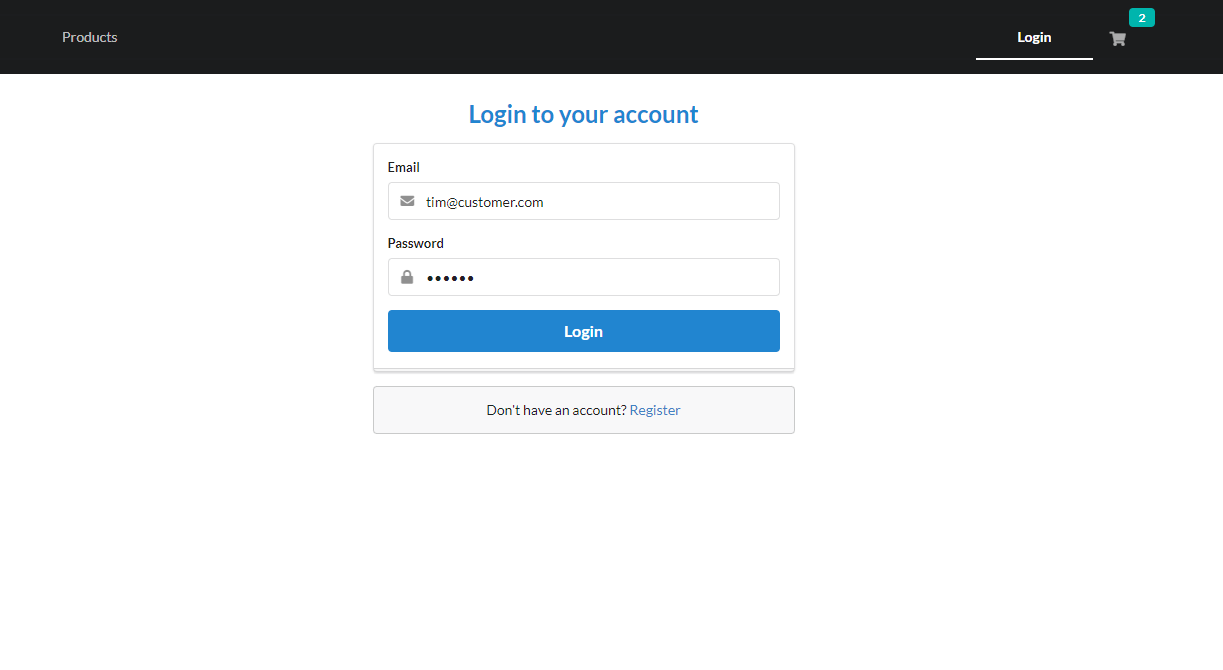 Products
Login
2
Login to your account
Email
tim@customer.com
Password
••••••
Login
Don't have an account? Register